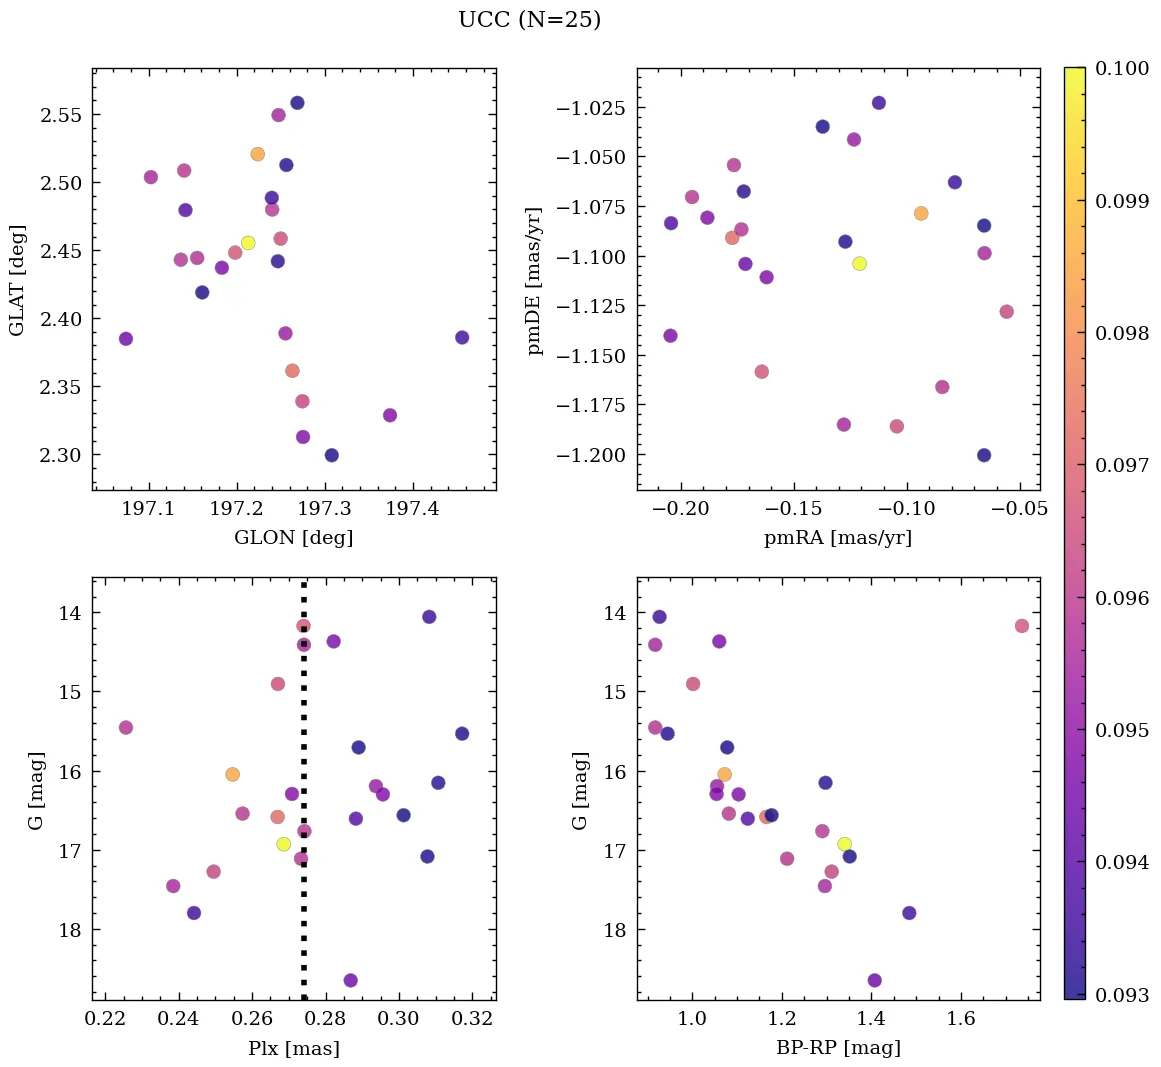 UCC (N=25)
2.55
2.50
2.45
2.40
2.35
2.30
GLAT [deg]
197.1 197.2 197.3 197.4
GLON [deg]
−1.025
−1.050
−1.075
−1.100
−1.125
−1.150
−1.175
−1.200
pmDE [mas/yr]
−0.20 −0.15 −0.10 −0.05
pmRA [mas/yr]
14
15
16
17
18
G [mag]
0.22 0.24 0.26 0.28 0.30 0.32
Plx [mas]
14
15
16
17
18
G [mag]
1.0 1.2 1.4 1.6
BP-RP [mag]
0.100
0.099
0.098
0.097
0.096
0.095
0.094
0.093